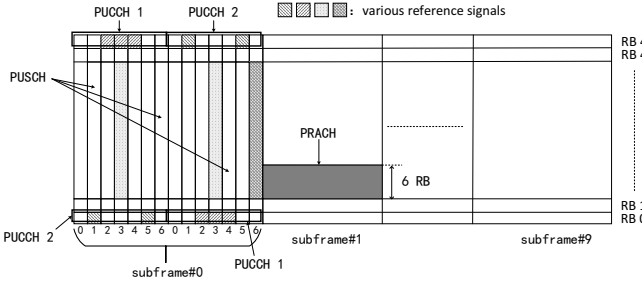 PUCCH 1
PUCCH 2
: various reference signals
RB 4
RB 4
PUSCH
PRACH
6 RB
RB 1
RB 0
PUCCH 2
0 1 2 3 4 5 6 0 1 2 3 4 5 6
subframe#0
PUCCH 1
subframe#1
subframe#9